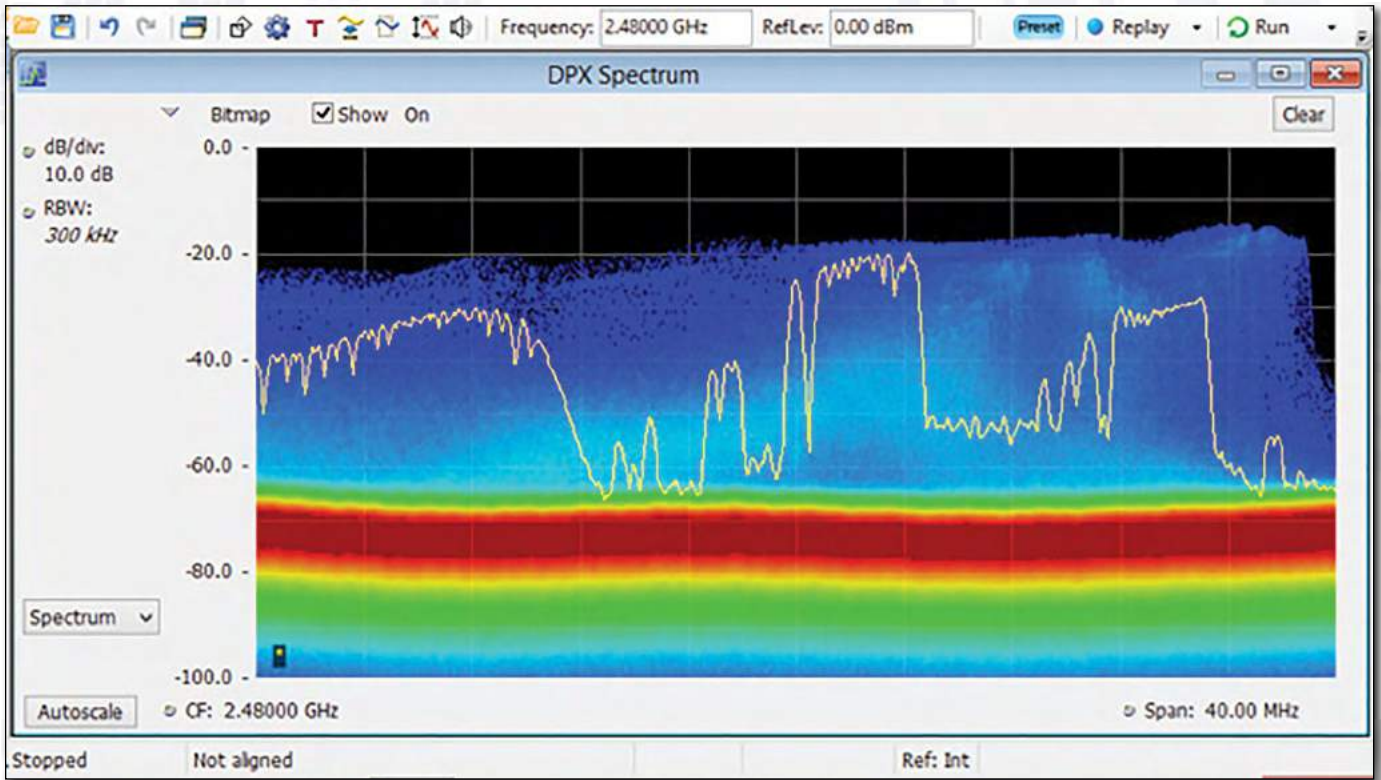 T Frequency: 2.48000 GHz RefLev: 0.00 dBm Preset Replay Run
DPX Spectrum
Bitmap Show On Clear
dB/div:
10.0 dB
RBW:
300 kHz
0.0 -
-20.0 -
-40.0 -
-60.0 -
-80.0 -
-100.0 -
Spectrum
Autoscale CF: 2.48000 GHz Span: 40.00 MHz
Stopped Not aligned Ref: Int